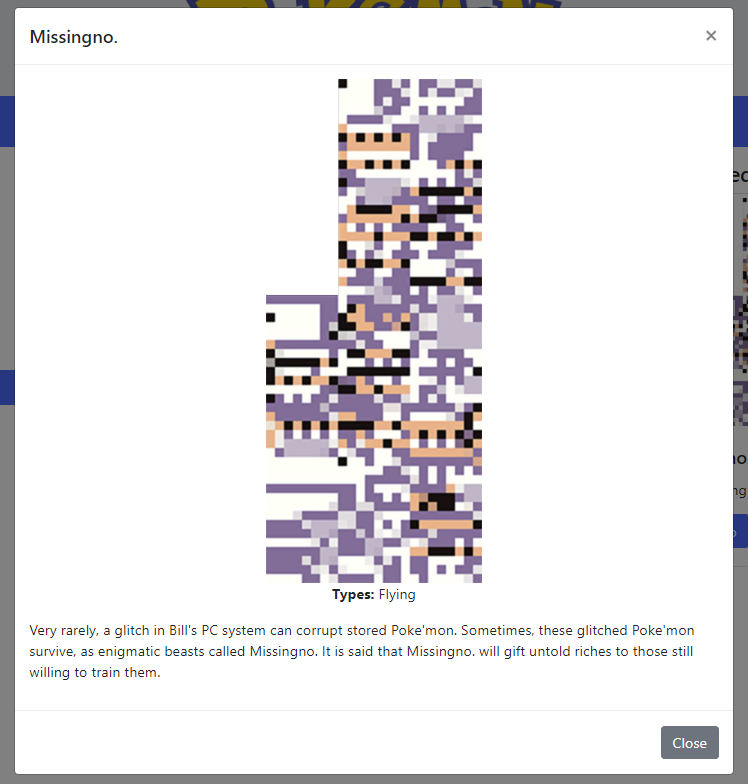 Missingno.
×
Types: Flying
Very rarely, a glitch in Bill's PC system can corrupt stored Poke'mon. Sometimes, these glitched Poke'mon
survive, as enigmatic beasts called Missingno. It is said that Missingno. will gift untold riches to those still
willing to train them.
Close